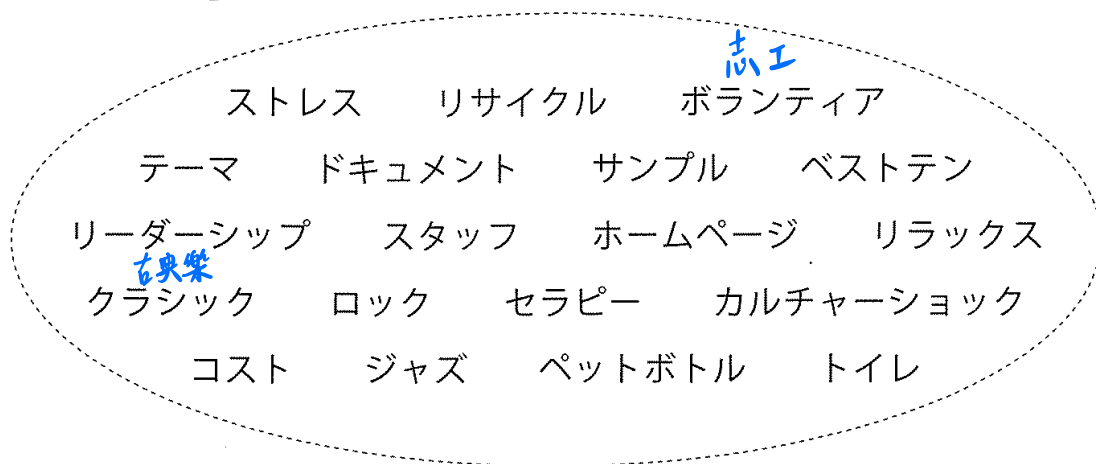 志工
ストレス リサイクル ボランティア
テーマ ドキュメント サンプル ベストテン
リーダーシップ スタッフ ホームページ リラックス
古典樂
クラシック ロック セラピー カルチャーショック
コスト ジャズ ペットボトル トイレ